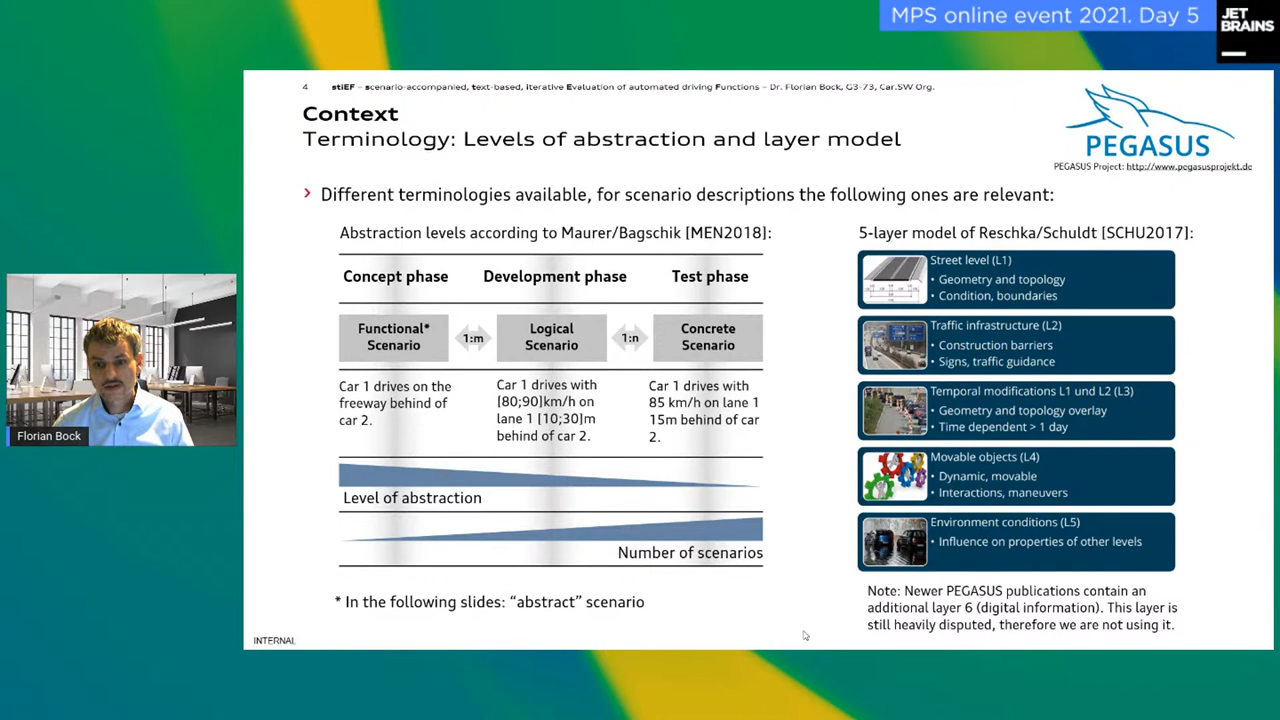 MPS online event 2021. Day 5
JET
BRAINS
4 stiEF – scenario-accompanied, text-based, iterative Evaluation of automated driving Functions – Dr. Florian Bock, G3-73, Car.SW Org.
Context
Terminology: Levels of abstraction and layer model
PEGASUS
PEGASUS Project: http://www.pegasusprojekt.de
› Different terminologies available, for scenario descriptions the following ones are relevant:
Abstraction levels according to Maurer/Bagschik [MEN2018]:
Concept phase Development phase Test phase
Functional*
Scenario
1:m
Logical
Scenario
1:n
Concrete
Scenario
Car 1 drives on the
freeway behind of
car 2.
Car 1 drives with
[80;90]km/h on
lane 1 [10;30]m
behind of car 2.
Car 1 drives with
85 km/h on lane 1
15m behind of car
2.
Level of abstraction
Number of scenarios
* In the following slides: “abstract” scenario
5-layer model of Reschka/Schuldt [SCHU2017]:
Street level (L1)
• Geometry and topology
• Condition, boundaries
Traffic infrastructure (L2)
• Construction barriers
• Signs, traffic guidance
Temporal modifications L1 und L2 (L3)
• Geometry and topology overlay
• Time dependent > 1 day
Movable objects (L4)
• Dynamic, movable
• Interactions, maneuvers
Environment conditions (L5)
• Influence on properties of other levels
Note: Newer PEGASUS publications contain an
additional layer 6 (digital information). This layer is
still heavily disputed, therefore we are not using it.
INTERNAL
Florian Bock